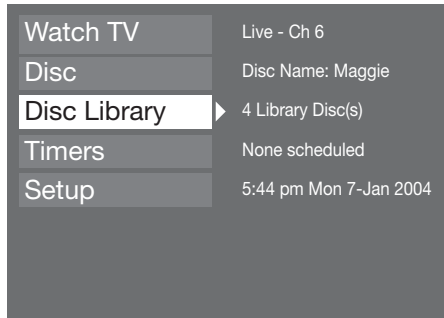 Watch TV Live - Ch 6
Disc Disc Name: Maggie
Disc Library 4 Library Disc(s)
Timers None scheduled
Setup 5:44 pm Mon 7-Jan 2004